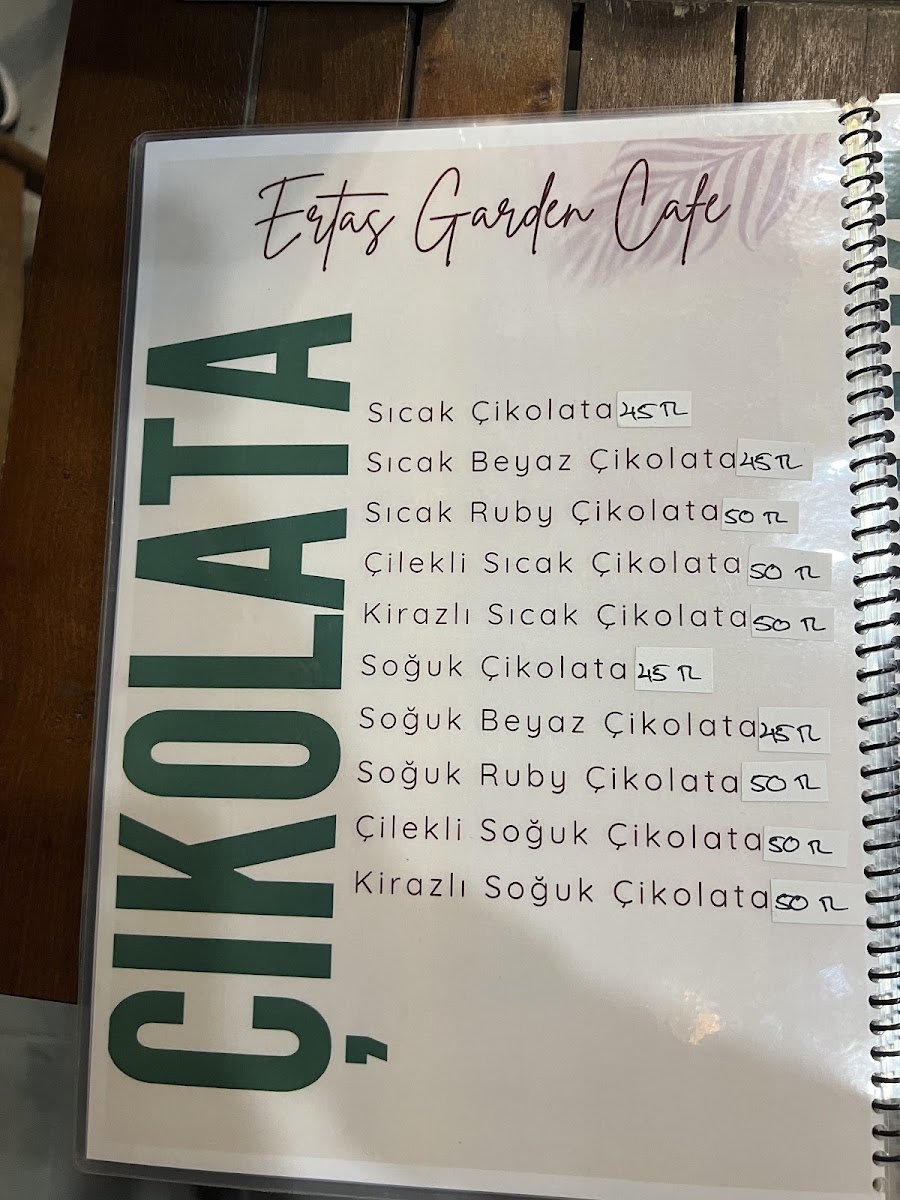 Ertaş Garden Cafe
ÇIKOLATA
Sıcak Çikolata 45 TL
Sıcak Beyaz Çikolata 45 TL
Sıcak Ruby Çikolata 50 TL
Çilekli Sıcak Çikolata 50 TL
Kirazlı Sıcak Çikolata 50 TL
Soğuk Çikolata 45 TL
Soğuk Beyaz Çikolata 45 TL
Soğuk Ruby Çikolata 50 TL
Çilekli Soğuk Çikolata 50 TL
Kirazlı Soğuk Çikolata 50 TL